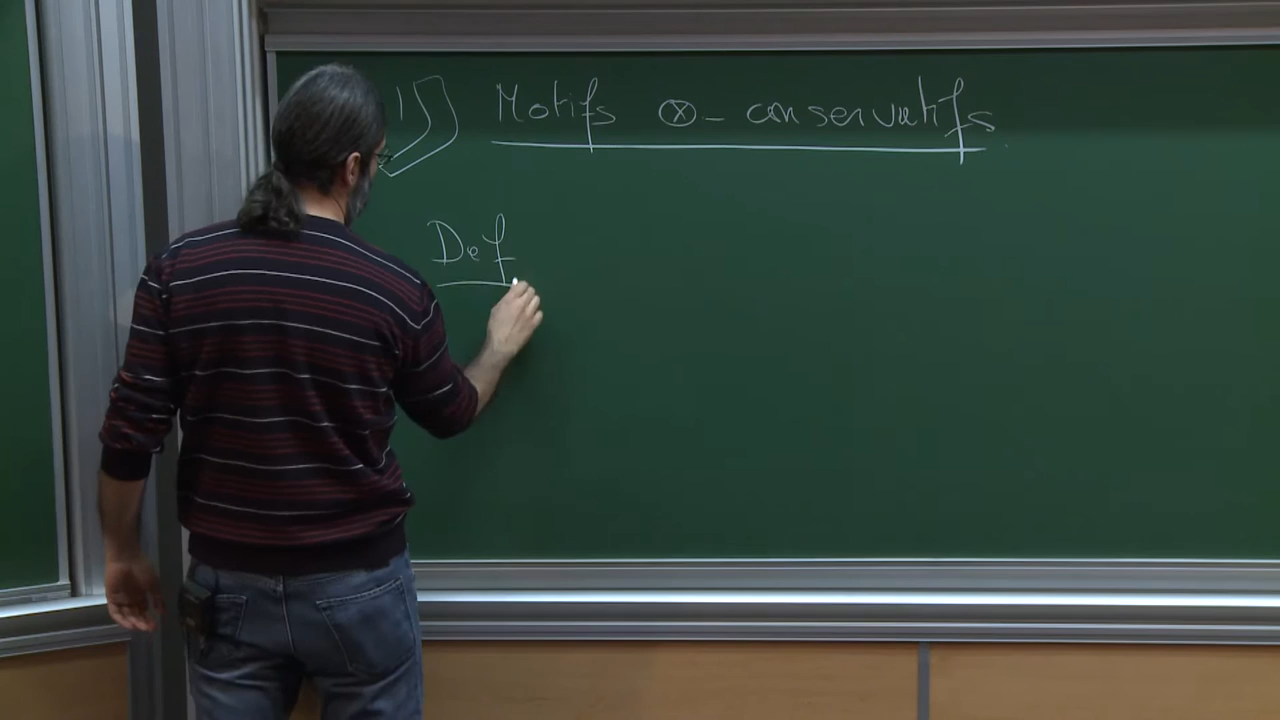 1) Motifs ⊗- conservatifs
Def